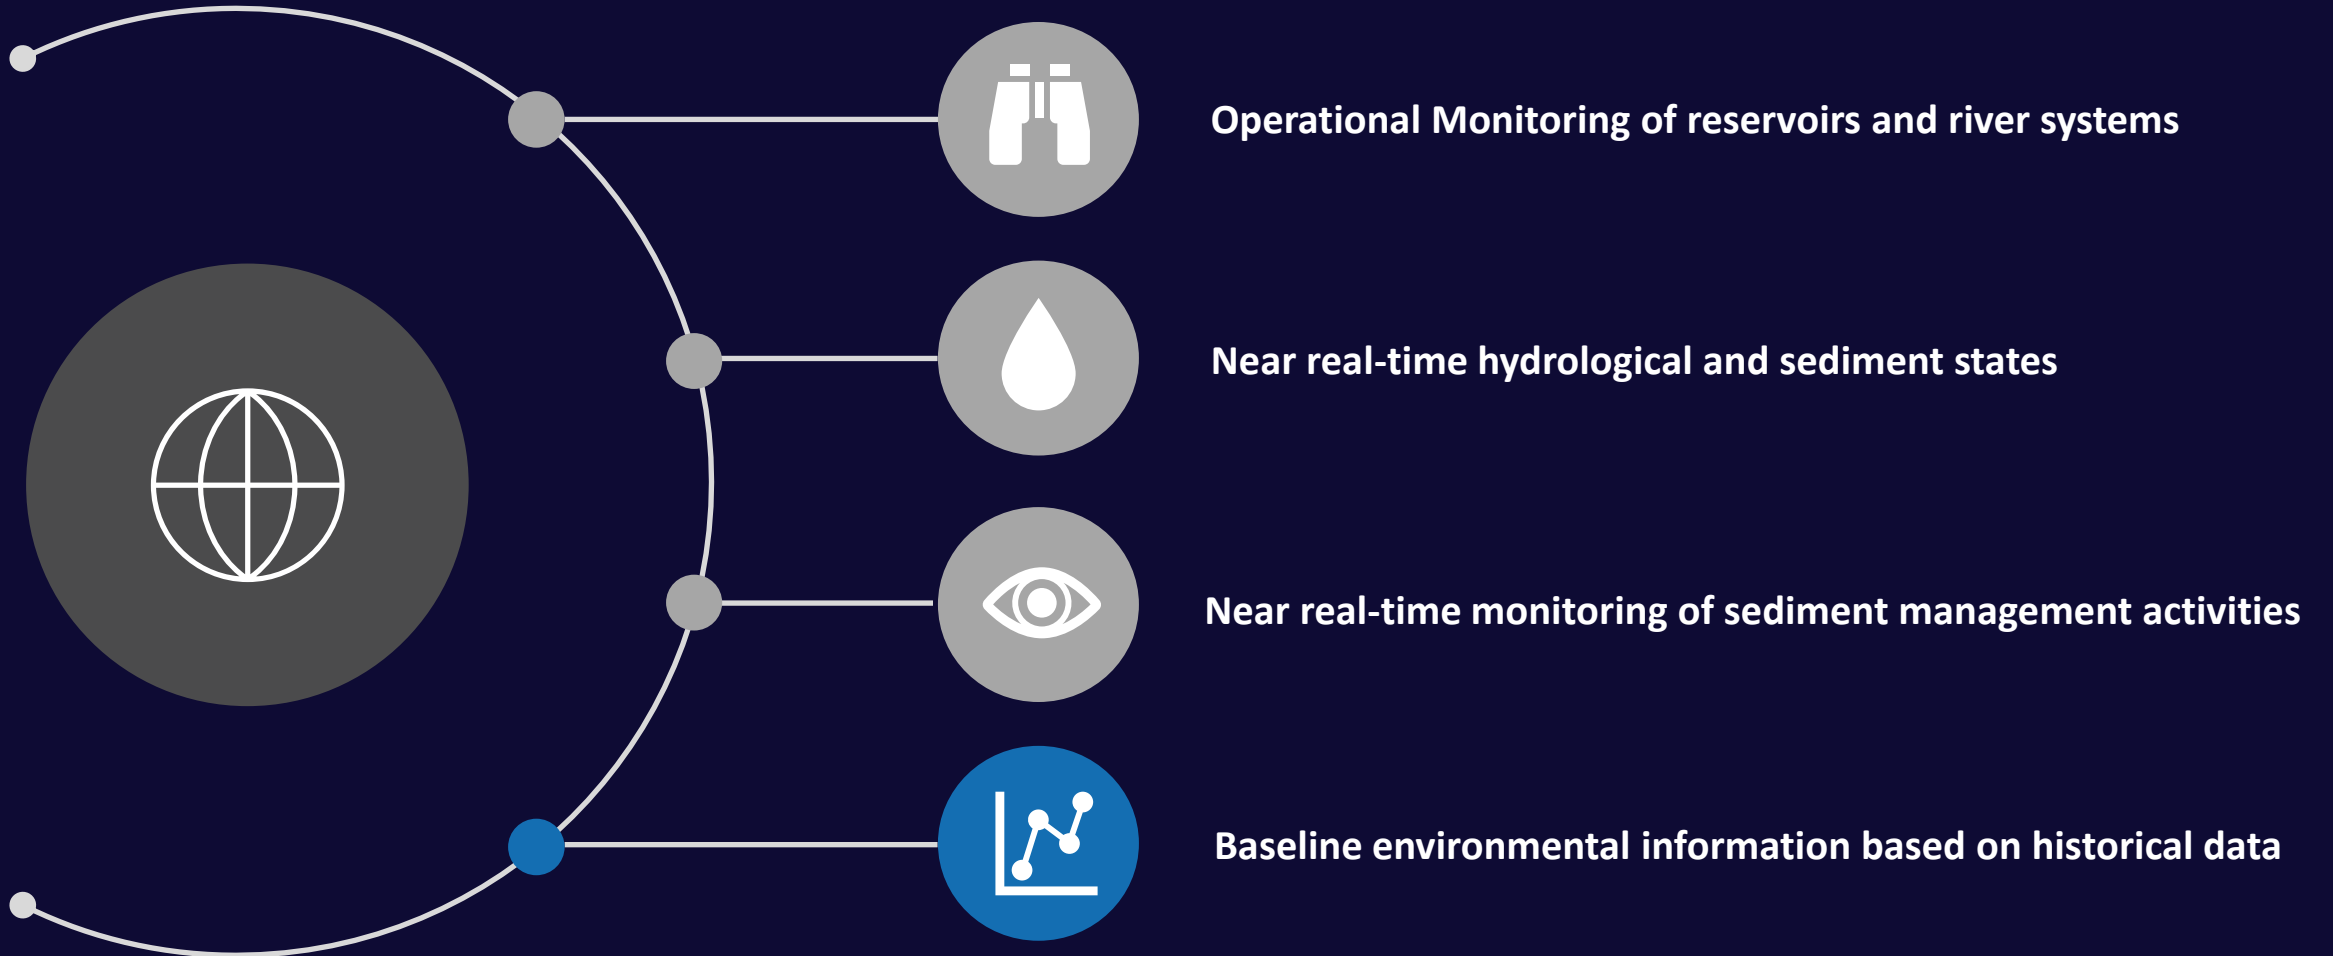 Operational Monitoring of reservoirs and river systems
Near real-time hydrological and sediment states
Near real-time monitoring of sediment management activities
Baseline environmental information based on historical data